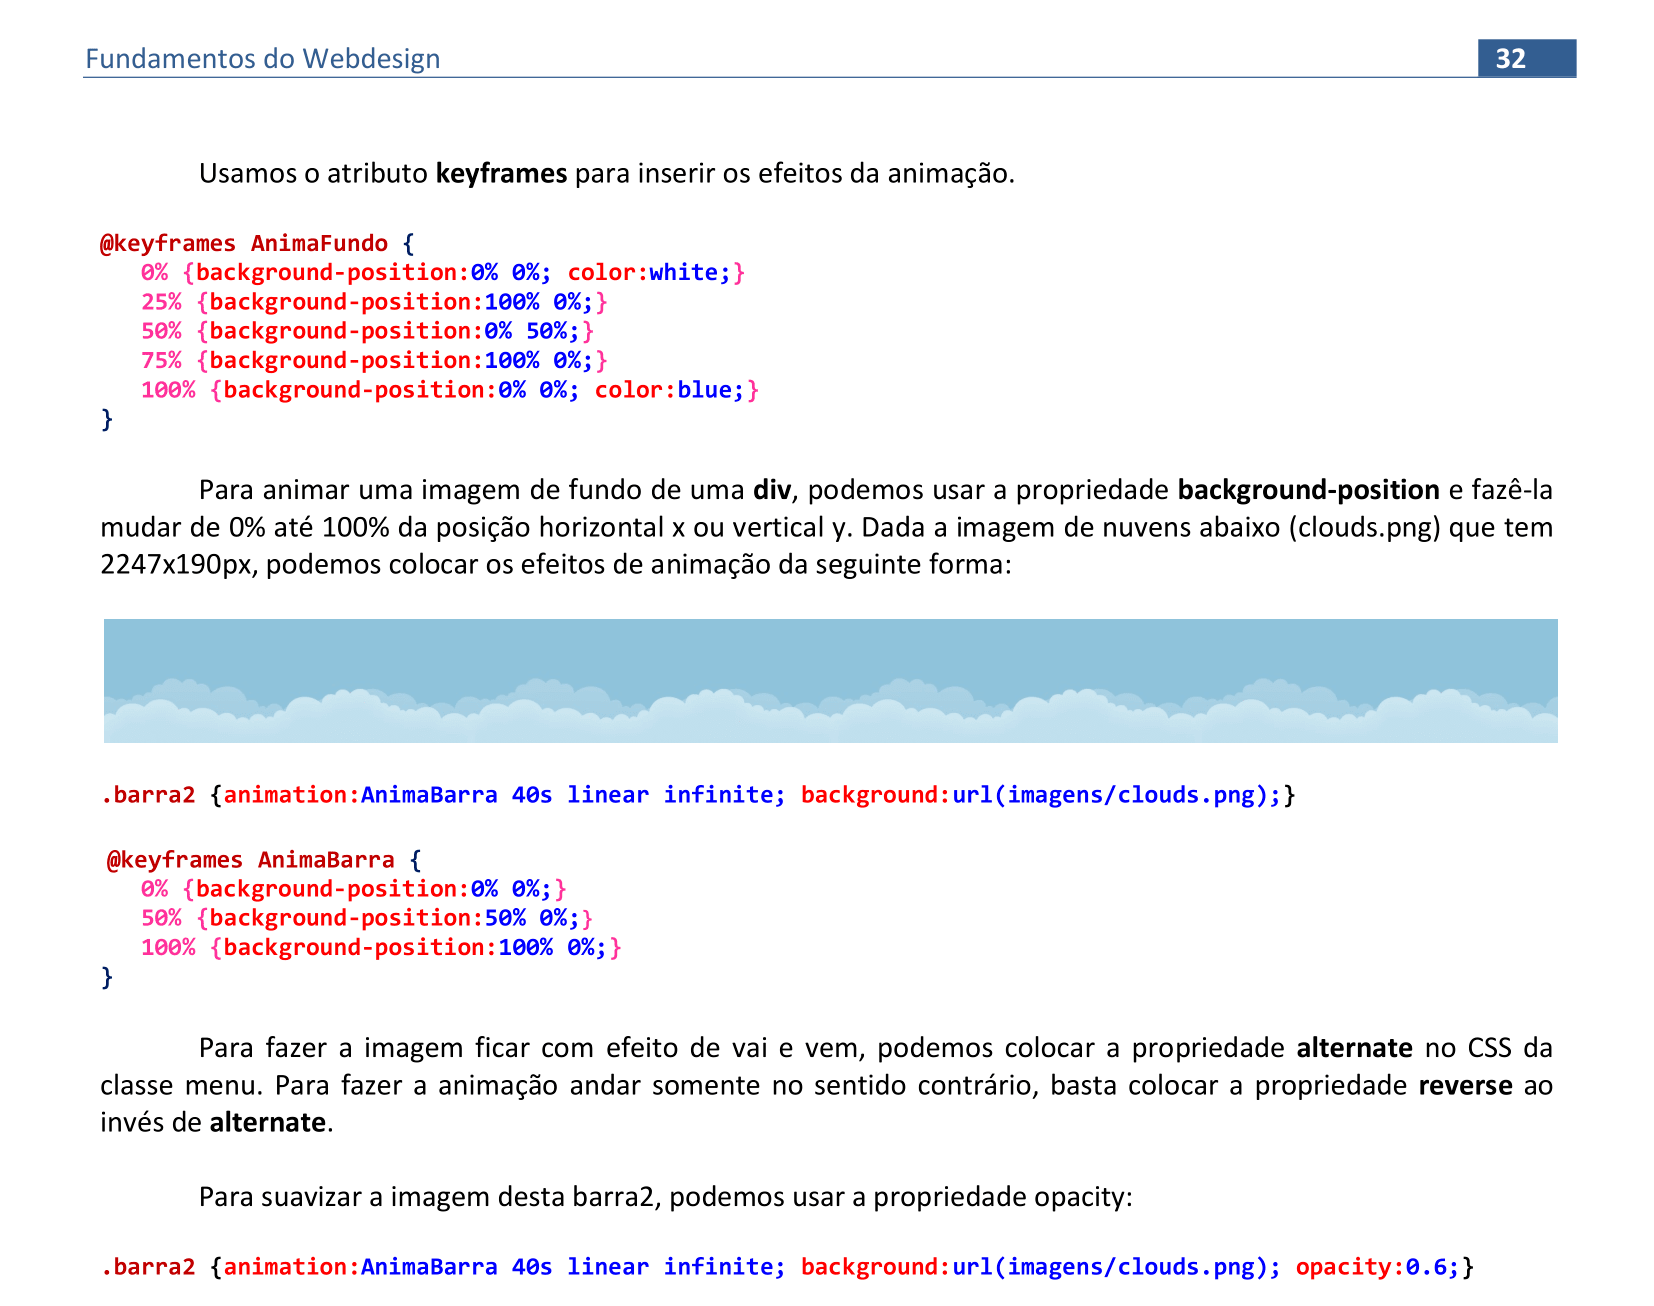 Fundamentos do Webdesign 32
Usamos o atributo keyframes para inserir os efeitos da animação.
@keyframes AnimaFundo {
0% {background-position:0% 0%; color:white;}
25% {background-position:100% 0%;}
50% {background-position:0% 50%;}
75% {background-position:100% 0%;}
100% {background-position:0% 0%; color:blue;}
}
Para animar uma imagem de fundo de uma div, podemos usar a propriedade background-position e fazê-la
mudar de 0% até 100% da posição horizontal x ou vertical y. Dada a imagem de nuvens abaixo (clouds.png) que tem
2247x190px, podemos colocar os efeitos de animação da seguinte forma:
.barra2 {animation:AnimaBarra 40s linear infinite; background:url(imagens/clouds.png);}
@keyframes AnimaBarra {
0% {background-position:0% 0%;}
50% {background-position:50% 0%;}
100% {background-position:100% 0%;}
}
Para fazer a imagem ficar com efeito de vai e vem, podemos colocar a propriedade alternate no CSS da
classe menu. Para fazer a animação andar somente no sentido contrário, basta colocar a propriedade reverse ao
invés de alternate.
Para suavizar a imagem desta barra2, podemos usar a propriedade opacity:
.barra2 {animation:AnimaBarra 40s linear infinite; background:url(imagens/clouds.png); opacity:0.6;}